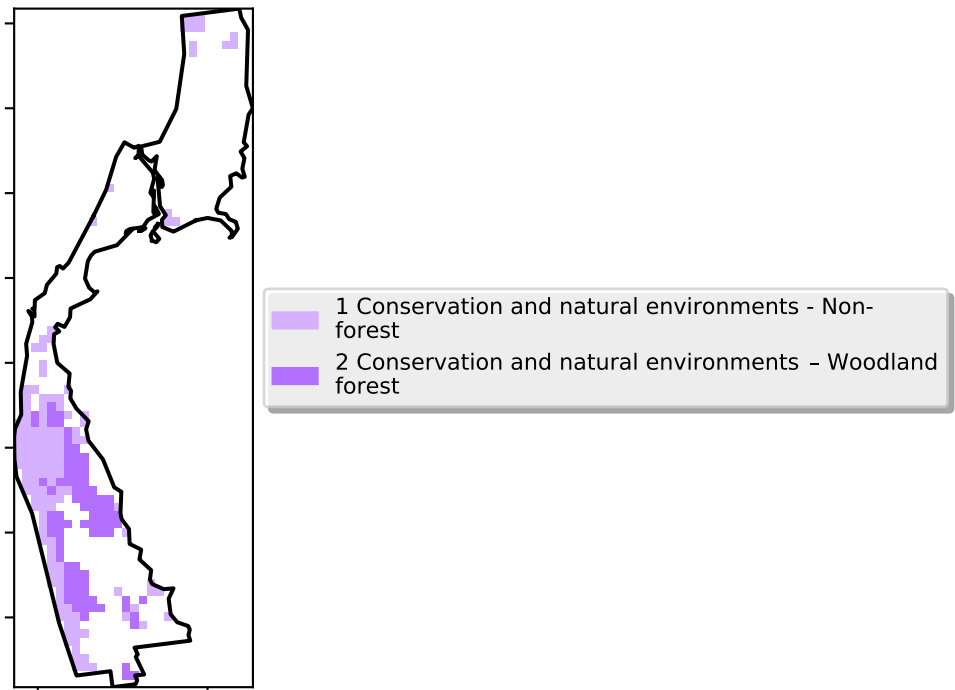 1 Conservation and natural environments - Non-
forest
2 Conservation and natural environments – Woodland
forest